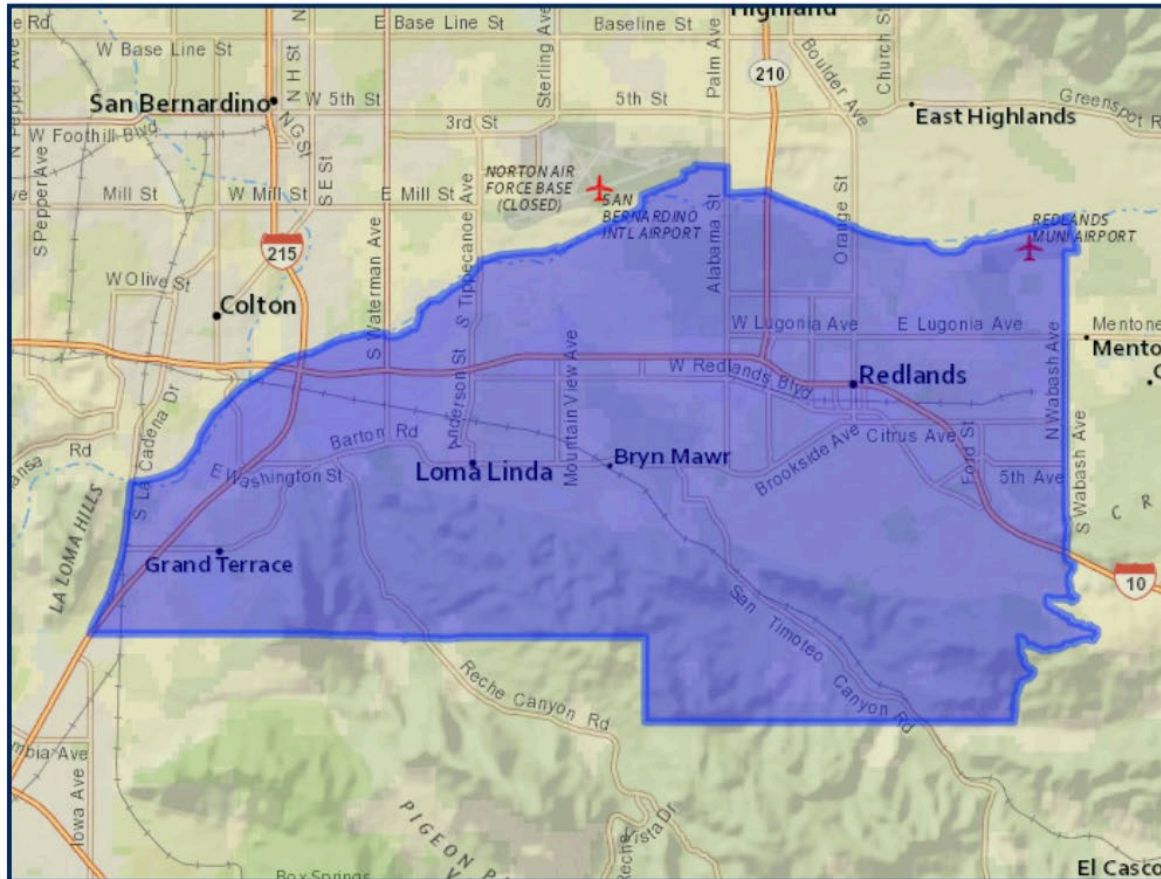 e Rd
W Base Line St
E Base Line St
Baseline St
Highland
N Pepper Ave
N H St
Sterling Ave
Palm Ave
210
Boulder Ave
Church St
San Bernardino
W 5th St
5th St
East Highlands
Greenspot R
W Foothill Blvd
N G St
3rd St
S Pepper Ave
Mill St
W Mill St
S E St
E Mill St
NORTON AIR
FORCE BASE
(CLOSED)
SAN
BERNARDINO
INTL AIRPORT
REDLANDS
MUNI AIRPORT
Orange St
S Waterman Ave
S Tippecanoe Ave
Alabama St
215
W Olive St
Colton
W Lugonia Ave
E Lugonia Ave
Mentone
Mento
W Redlands Blvd
Redlands
Anderson St
Mountain View Ave
N Wabash Ave
S La Cadena Dr
Barton Rd
Bryn Mawr
Brookside Ave
Citrus Ave
Ford St
5th Ave
S Wabash Ave
Rd
E Washington St
Loma Linda
LA LOMA HILLS
Grand Terrace
C R
10
San Timoteo Canyon Rd
Reche Canyon Rd
mbia Ave
Iowa Ave
PIGEON P
Reche
Vista Dr
Box Springs
El Casco